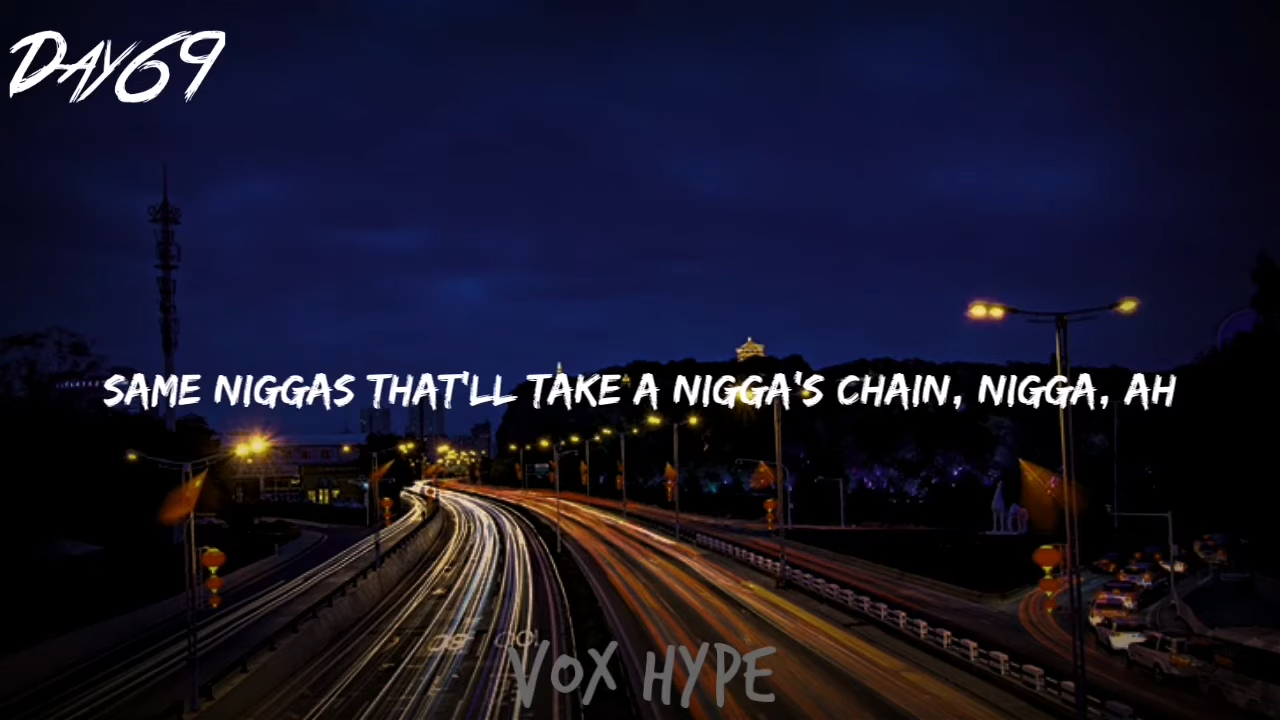 DAY69
SAME NIGGAS THAT'LL TAKE A NIGGA'S CHAIN, NIGGA, AH
VOX HYPE